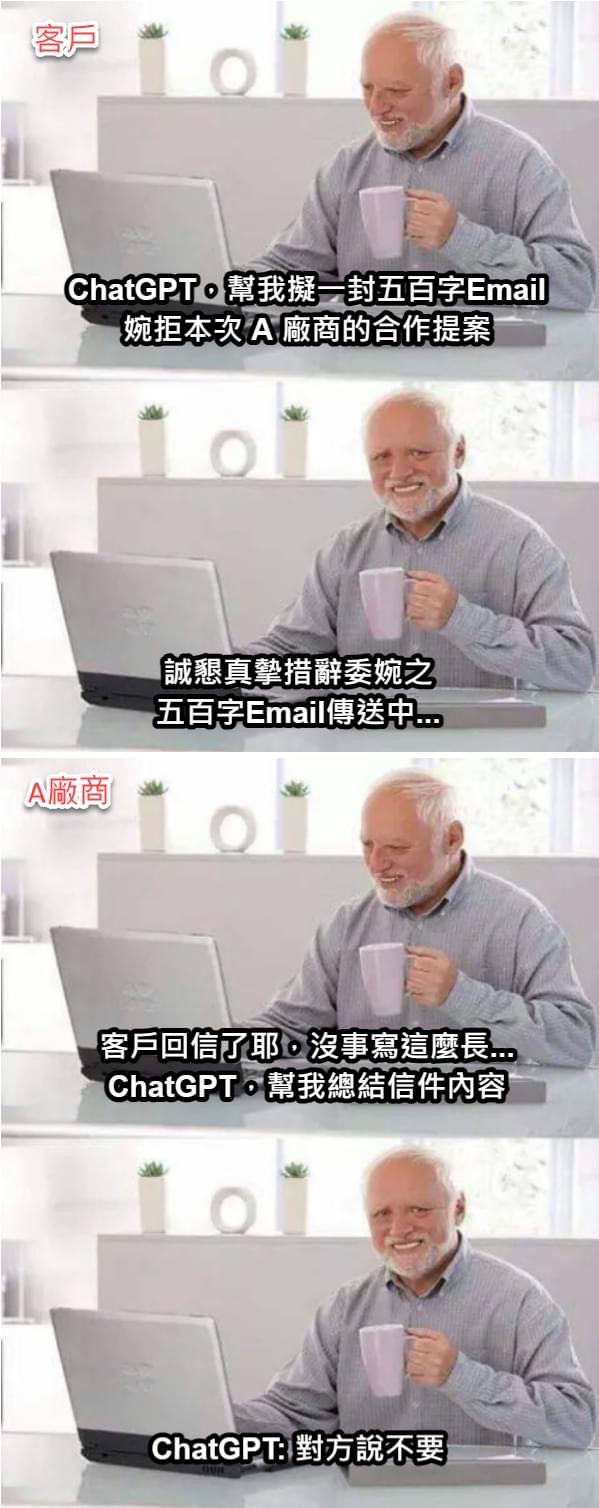 客戶
ChatGPT，幫我擬一封五百字Email
婉拒本次 A 廠商的合作提案
誠懇真摯措辭委婉之
五百字Email傳送中...
A廠商
客戶回信了耶，沒事寫這麼長...
ChatGPT，幫我總結信件內容
ChatGPT: 對方說不要